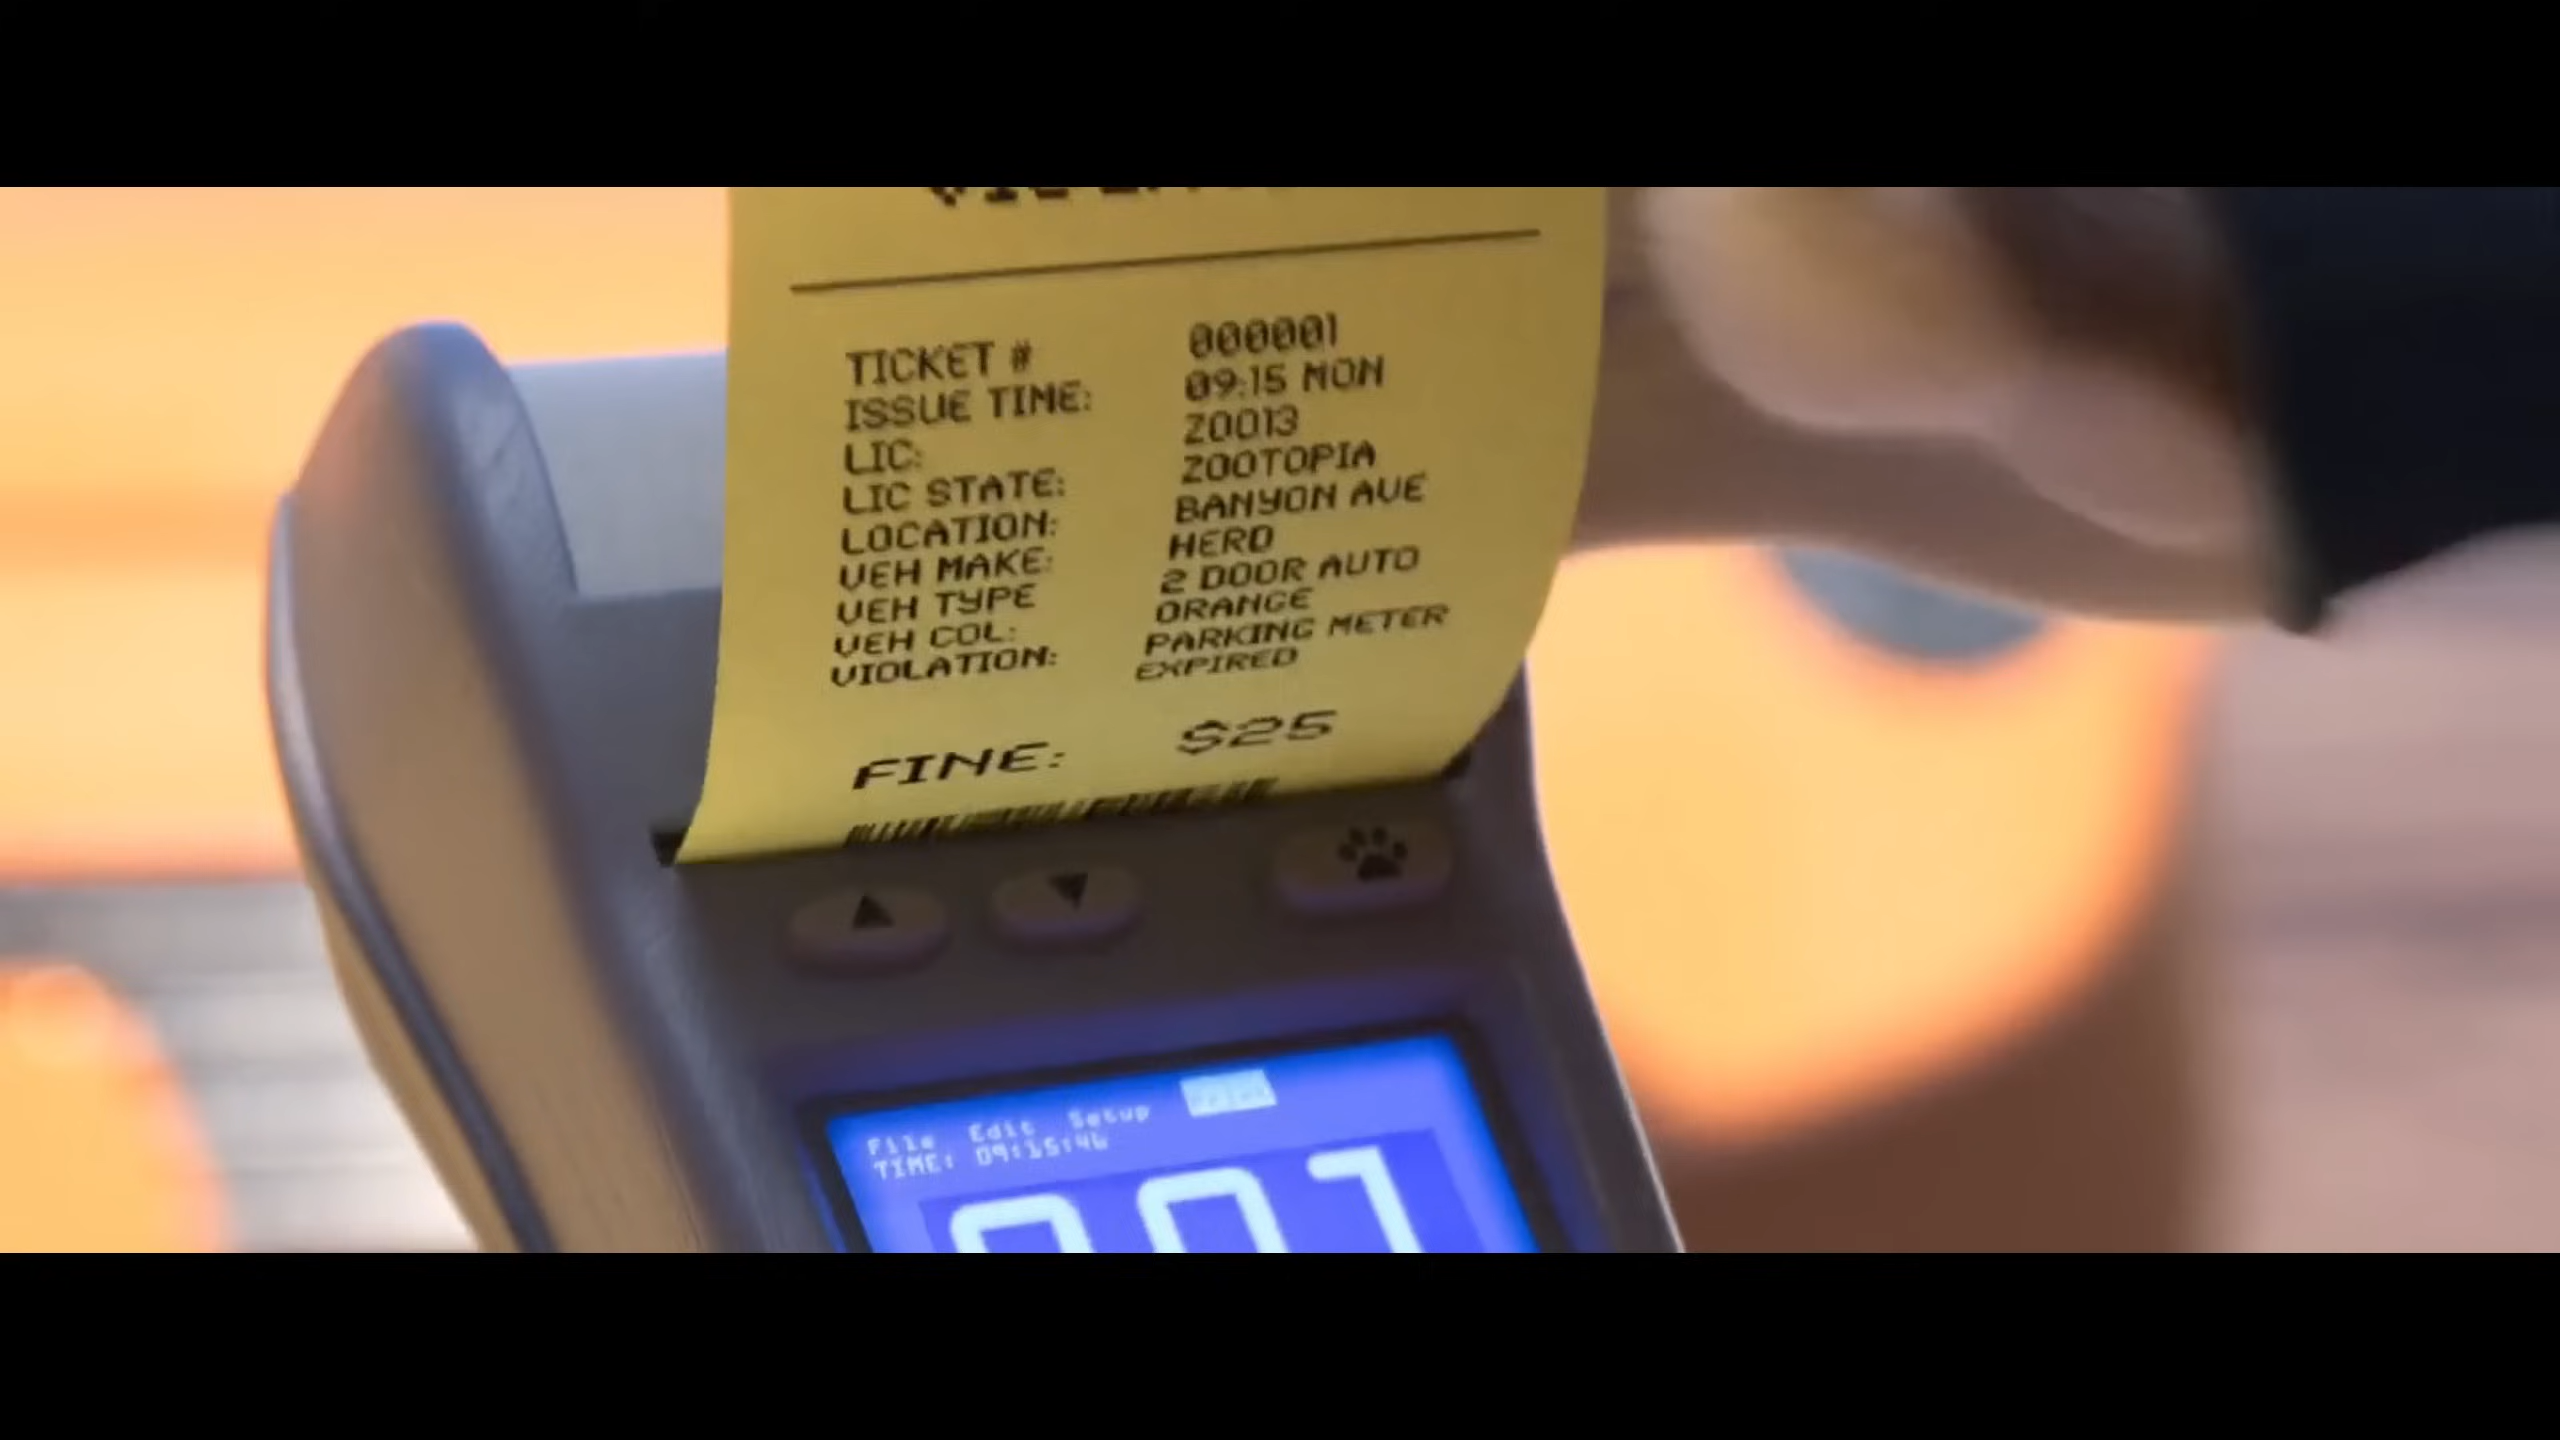 TICKET # 000001
ISSUE TIME: 09:15 MON
LIC: Z0013
LIC STATE: ZOOTOPIA
LOCATION: BANYON AVE
VEH MAKE: HERD
VEH TYPE 2 DOOR AUTO
VEH COL: ORANGE
VIOLATION: PARKING METER
EXPIRED
FINE: $25
File Edit Setup
TIME: 09:15:46
001